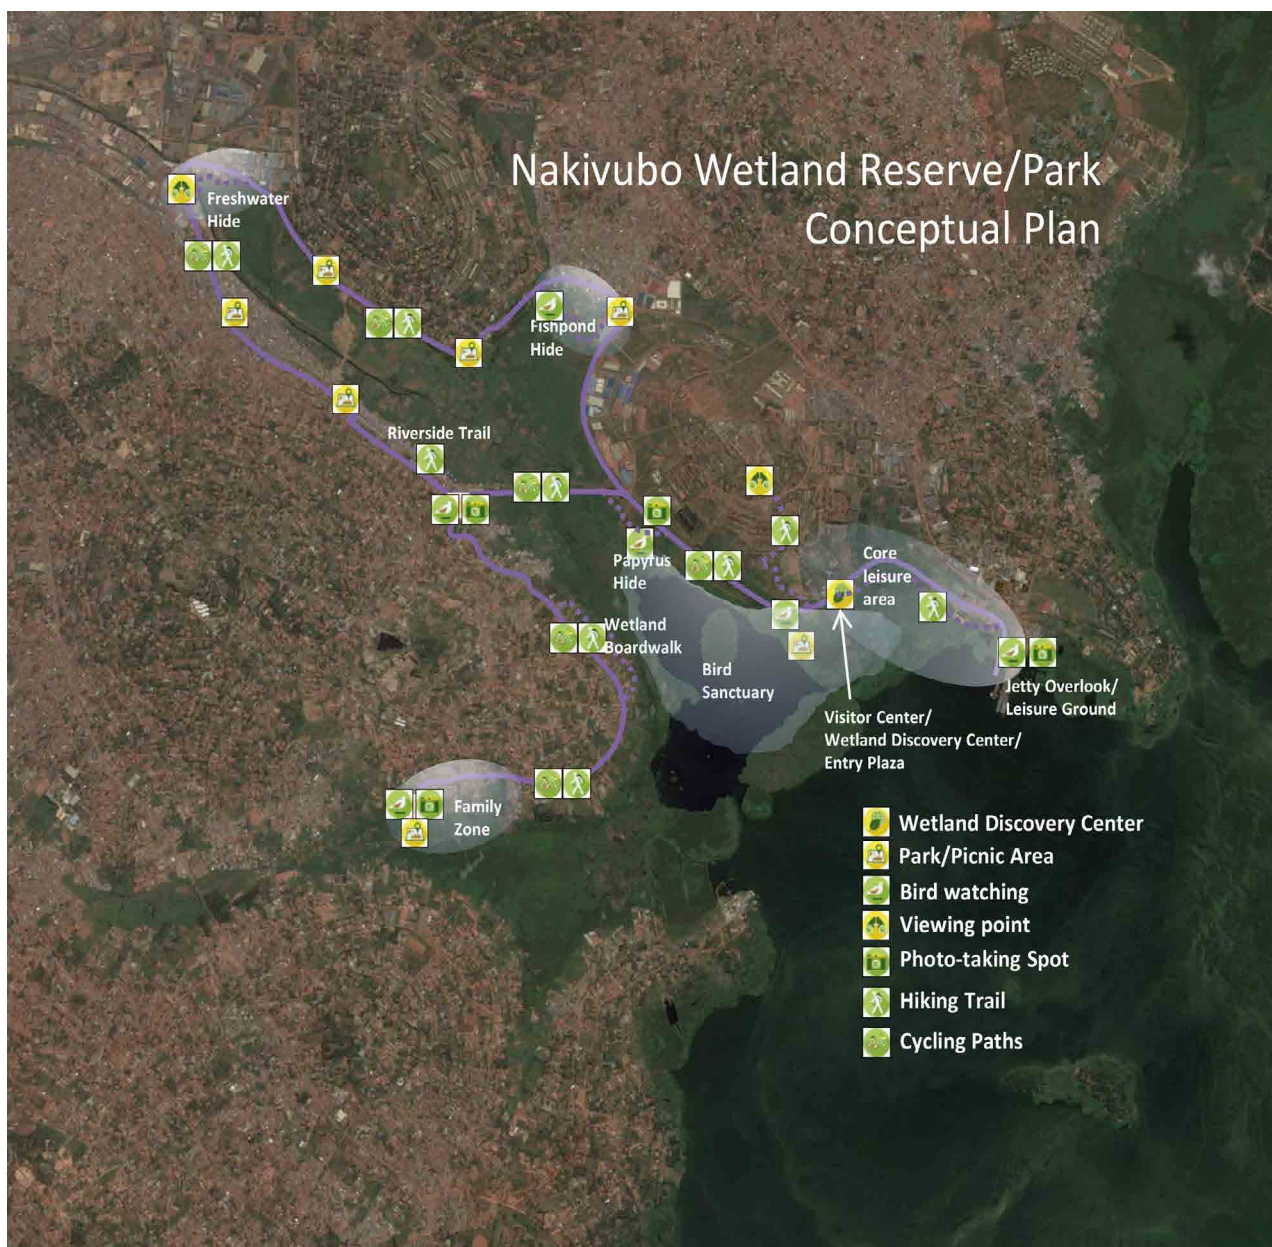 Nakivubo Wetland Reserve/Park
Conceptual Plan
Freshwater
Hide
Fishpond
Hide
Riverside Trail
Papyrus
Hide
Core
leisure
area
Wetland
Boardwalk
Bird
Sanctuary
Jetty Overlook/
Leisure Ground
Visitor Center/
Wetland Discovery Center/
Entry Plaza
Family
Zone
Wetland Discovery Center
Park/Picnic Area
Bird watching
Viewing point
Photo-taking Spot
Hiking Trail
Cycling Paths